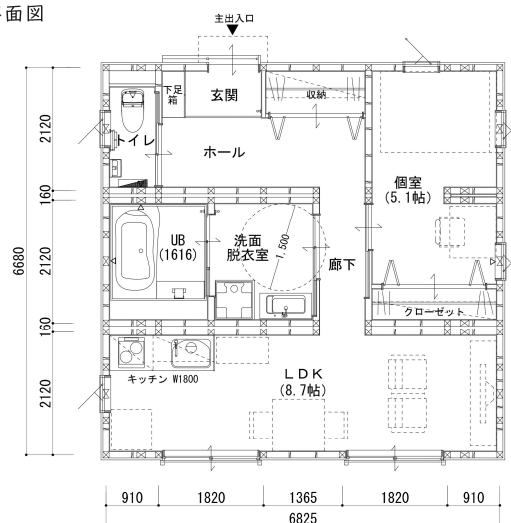 面図
主出入口
下足
箱
玄関
収納
トイレ
ホール
個室
(5.1帖)
UB
(1616)
洗面
脱衣室
1,500
廊下
クローゼット
キッチン W1800
LDK
(8.7帖)
6680
2120
160
2120
160
2120
910
1820
1365
1820
910
6825